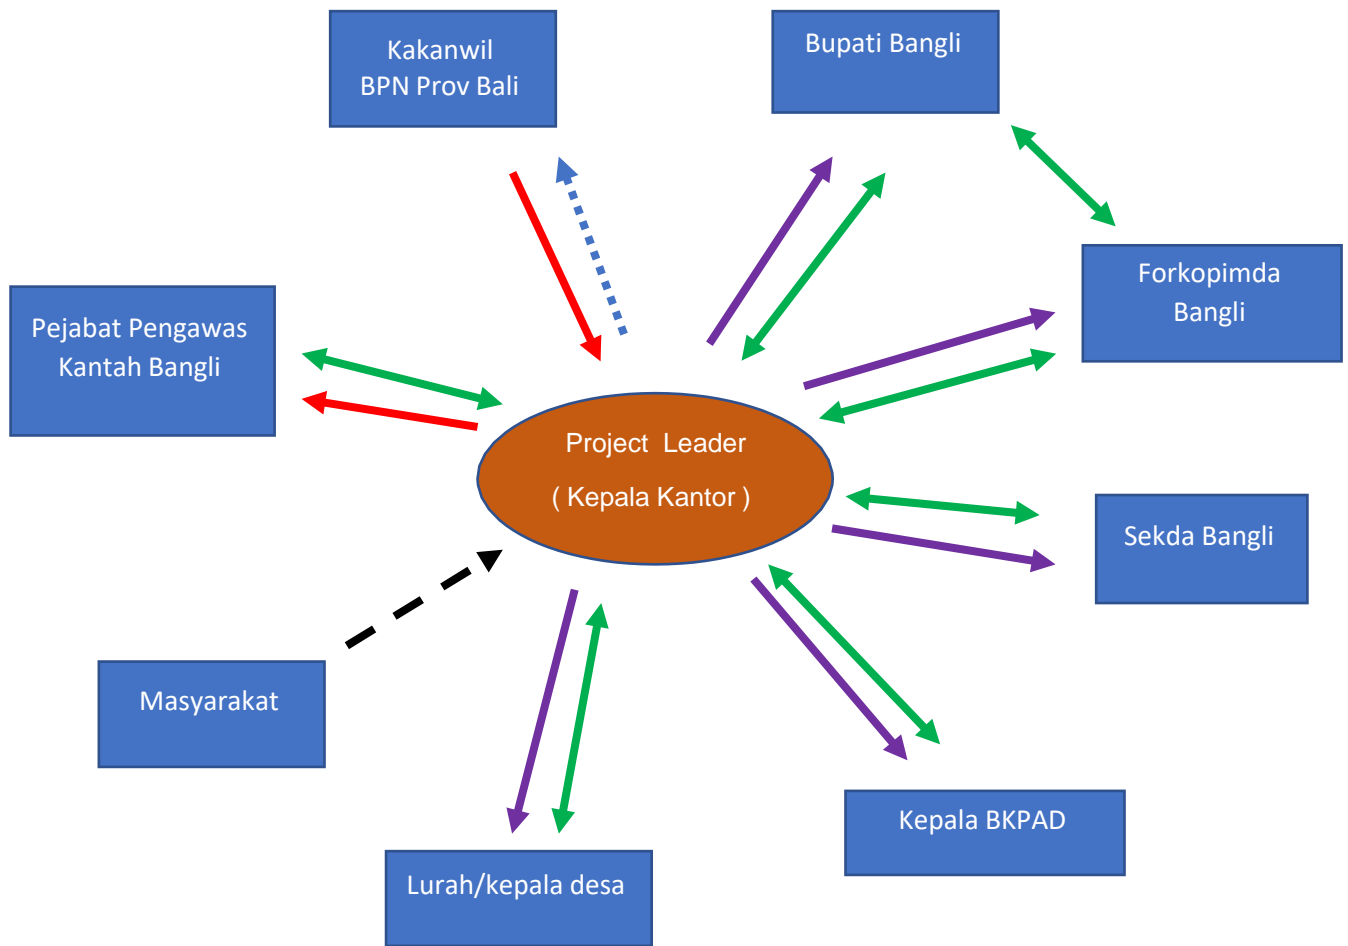 Kakanwil
BPN Prov Bali
Bupati Bangli
Forkopimda
Bangli
Pejabat Pengawas
Kantah Bangli
Project Leader
( Kepala Kantor )
Sekda Bangli
Masyarakat
Kepala BKPAD
Lurah/kepala desa